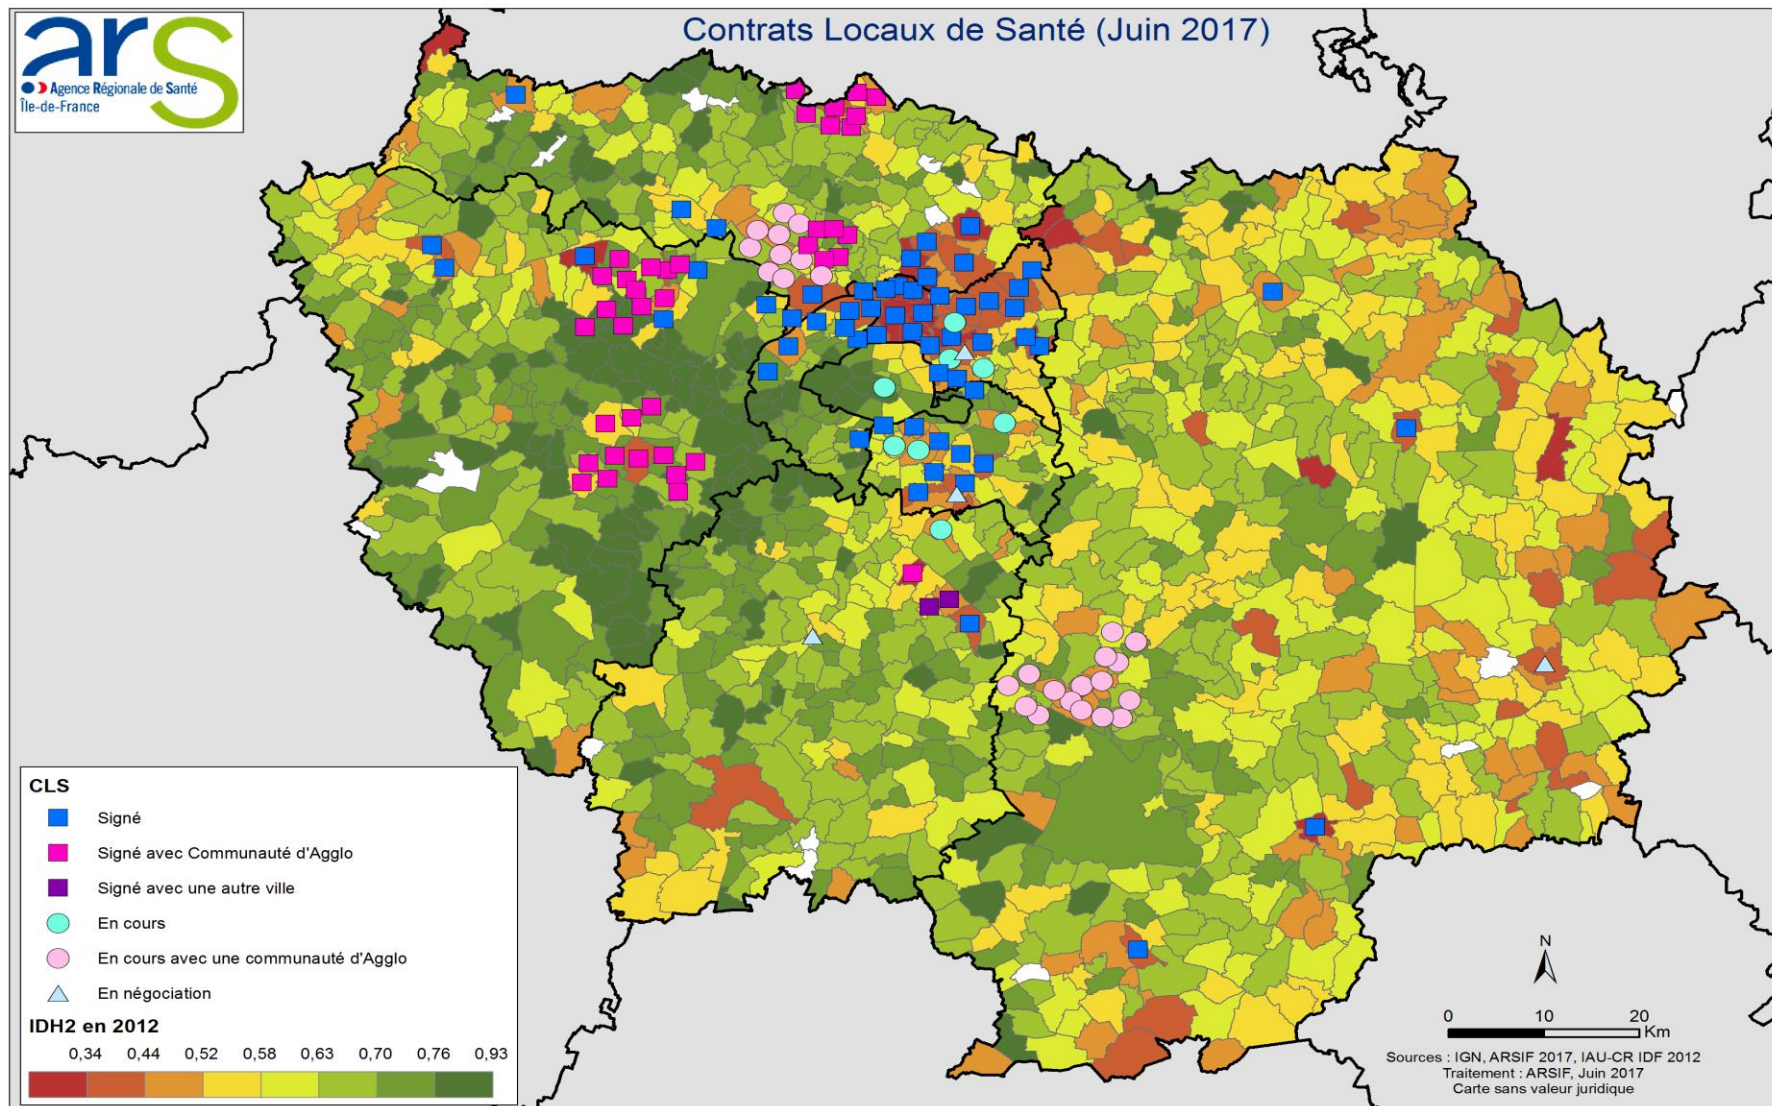 Contrats Locaux de Santé (Juin 2017)
ars
Agence Régionale de Santé
Île-de-France
CLS
Signé
Signé avec Communauté d'Agglo
Signé avec une autre ville
En cours
En cours avec une communauté d'Agglo
En négociation
IDH2 en 2012
0,34 0,44 0,52 0,58 0,63 0,70 0,76 0,93
N
0 10 20
Km
Sources : IGN, ARSIF 2017, IAU-CR IDF 2012
Traitement : ARSIF, Juin 2017
Carte sans valeur juridique